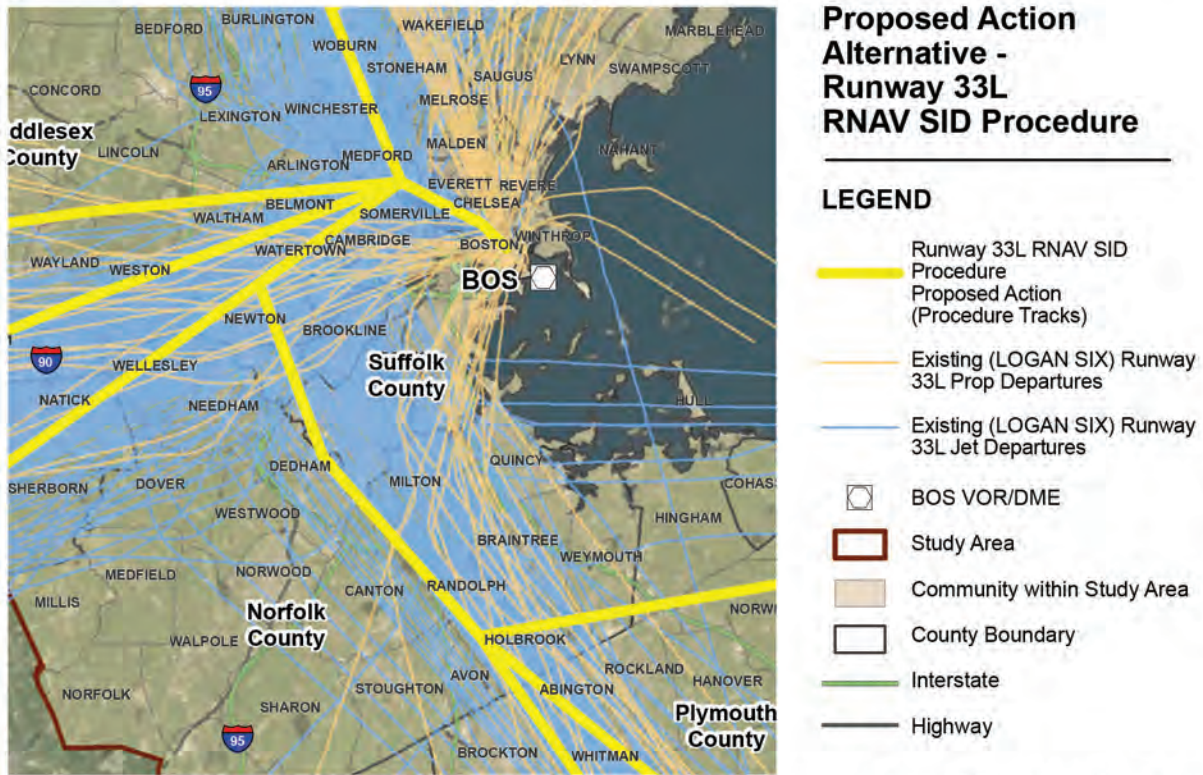 BURLINGTON
BEDFORD
WAKEFIELD
MARBLEHEAD
WOBURN
LYNN
STONEHAM
SWAMPSCOTT
SAUGUS
CONCORD
95
MELROSE
WINCHESTER
LEXINGTON
ddlesex
County
MALDEN
NAHANT
LINCOLN
MEDFORD
ARLINGTON
EVERETT REVERE
CHELSEA
BELMONT
SOMERVILLE
WALTHAM
WINTHROP
CAMBRIDGE
BOSTON
WATERTOWN
WAYLAND
WESTON
BOS
NEWTON
BROOKLINE
90
WELLESLEY
Suffolk
County
NATICK
NEEDHAM
HULL
QUINCY
DEDHAM
MILTON
SHERBORN
DOVER
COHASS
WESTWOOD
HINGHAM
BRAINTREE
WEYMOUTH
MEDFIELD
NORWOOD
CANTON
RANDOLPH
MILLIS
Norfolk
County
NORW
WALPOLE
HOLBROOK
ROCKLAND
AVON
HANOVER
STOUGHTON
ABINGTON
NORFOLK
SHARON
Plymouth
County
95
BROCKTON
WHITMAN
Proposed Action
Alternative -
Runway 33L
RNAV SID Procedure
LEGEND
Runway 33L RNAV SID
Procedure
Proposed Action
(Procedure Tracks)
Existing (LOGAN SIX) Runway
33L Prop Departures
Existing (LOGAN SIX) Runway
33L Jet Departures
BOS VOR/DME
Study Area
Community within Study Area
County Boundary
Interstate
Highway